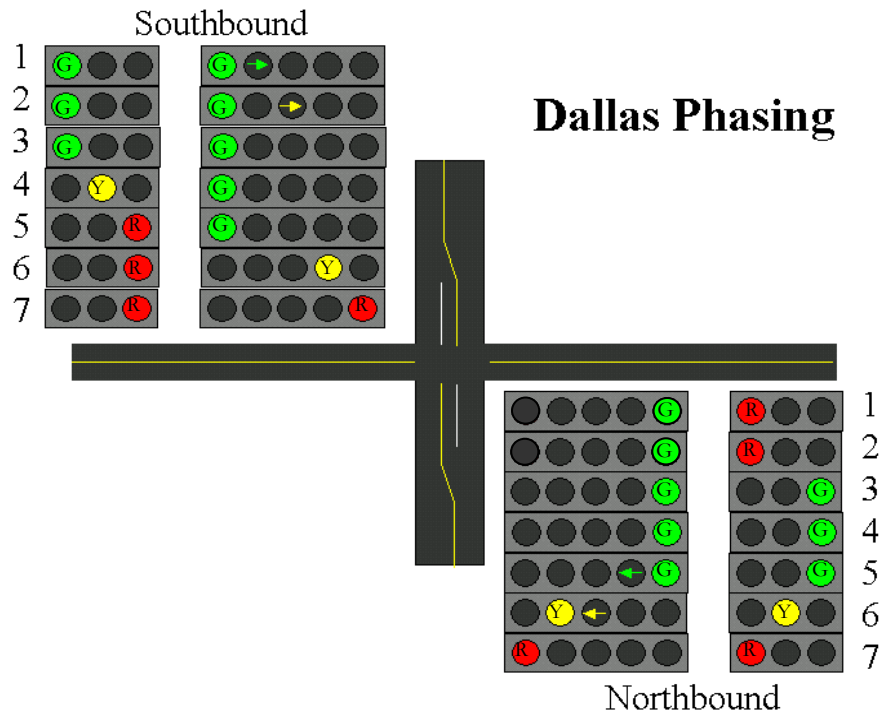 Southbound
Dallas Phasing
1 G G
2 G G
3 G G
4 Y G
5 R G
6 R Y
7 R R
G R 1
G R 2
G G 3
G G 4
G G 5
Y Y 6
R R 7
Northbound